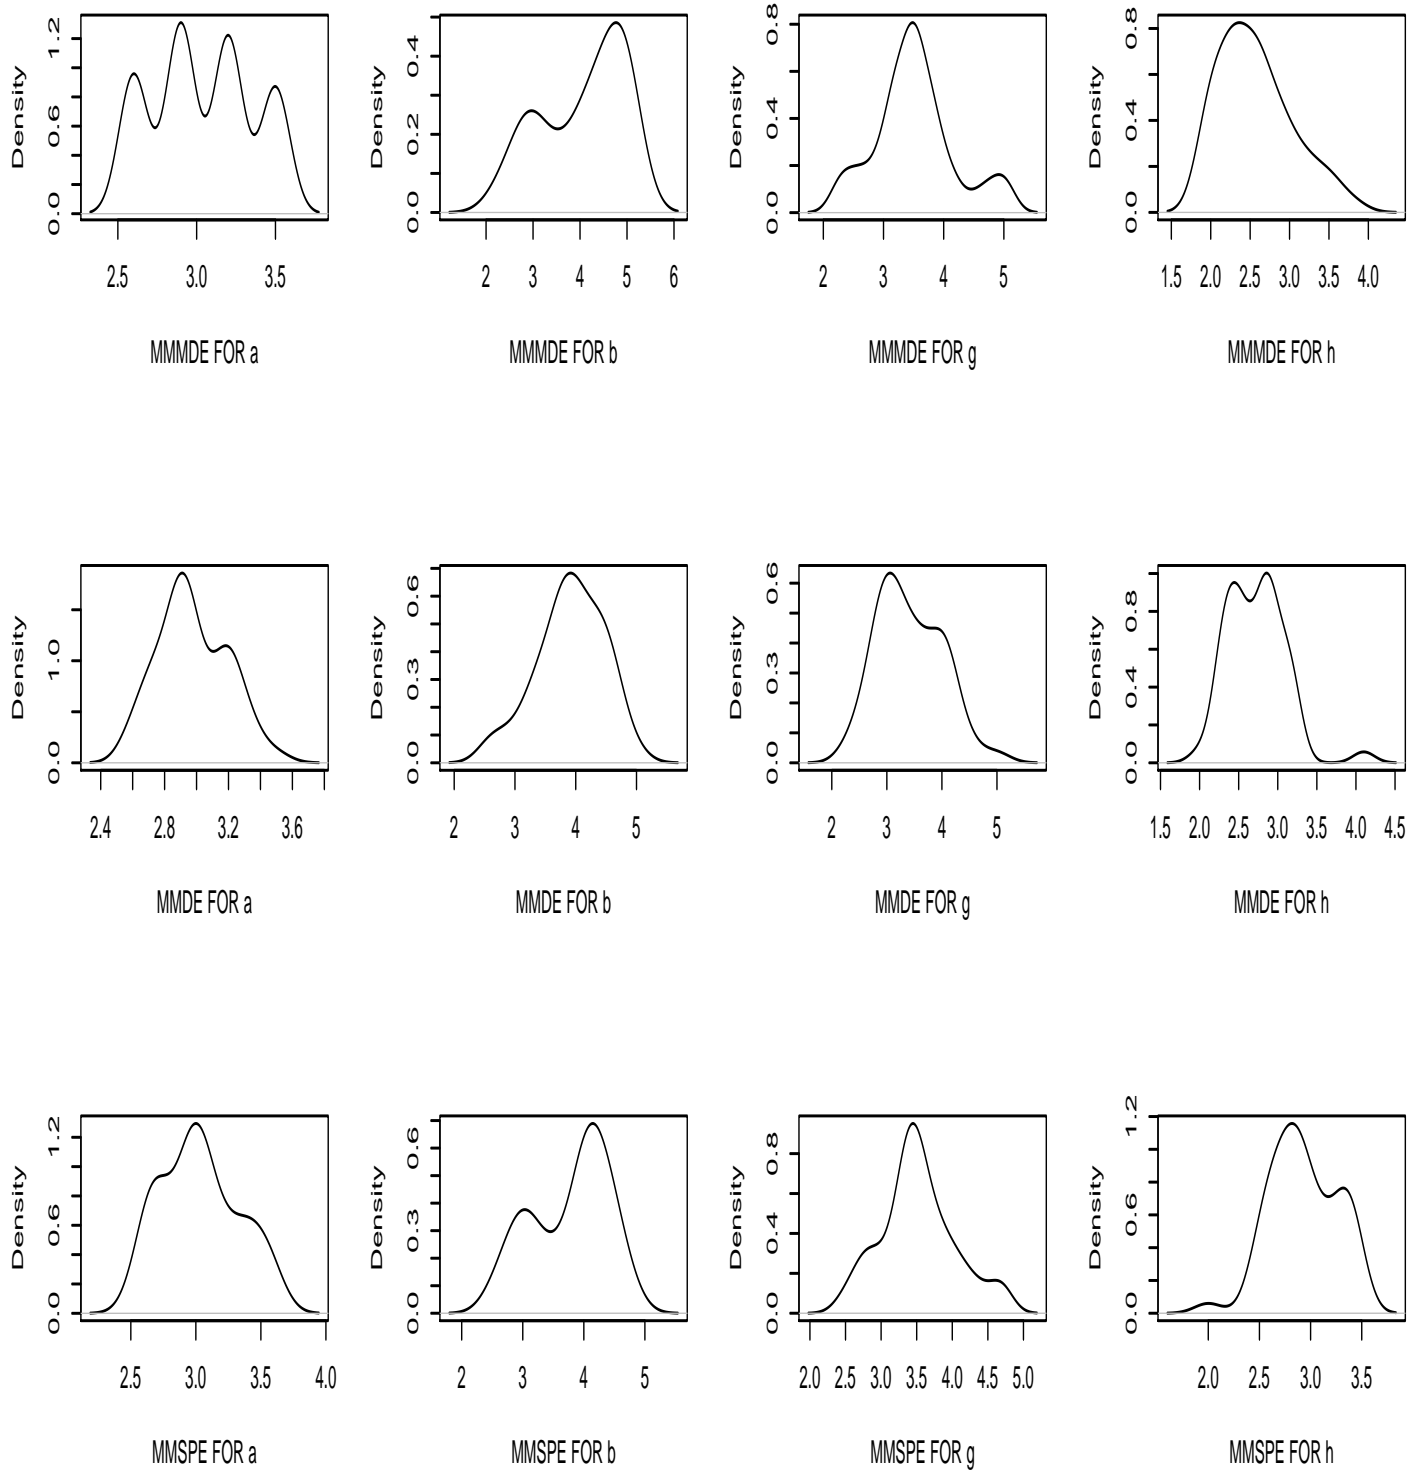 Density
0.0 0.6 1.2
2.5 3.0 3.5
MMMDE FOR a
Density
0.0 0.2 0.4
2 3 4 5 6
MMMDE FOR b
Density
0.0 0.4 0.8
2 3 4 5
MMMDE FOR g
Density
0.0 0.4 0.8
1.5 2.0 2.5 3.0 3.5 4.0
MMMDE FOR h
Density
0.0 1.0
2.4 2.8 3.2 3.6
MMDE FOR a
Density
0.0 0.3 0.6
2 3 4 5
MMDE FOR b
Density
0.0 0.3 0.6
2 3 4 5
MMDE FOR g
Density
0.0 0.4 0.8
1.5 2.0 2.5 3.0 3.5 4.0 4.5
MMDE FOR h
Density
0.0 0.6 1.2
2.5 3.0 3.5 4.0
MMSPE FOR a
Density
0.0 0.3 0.6
2 3 4 5
MMSPE FOR b
Density
0.0 0.4 0.8
2.0 2.5 3.0 3.5 4.0 4.5 5.0
MMSPE FOR g
Density
0.0 0.6 1.2
2.0 2.5 3.0 3.5
MMSPE FOR h